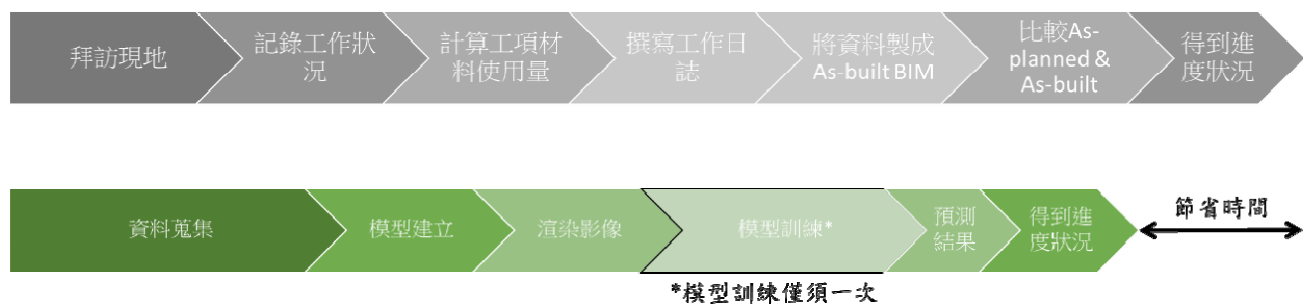 拜訪現地
記錄工作狀
況
計算工項材
料使用量
撰寫工作日
誌
將資料製成
As-built BIM
比較As-
planned &
As-built
得到進
度狀況
資料蒐集
模型建立
渲染影像
模型訓練*
預測
結果
得到進
度狀況
節省時間
*模型訓練僅須一次